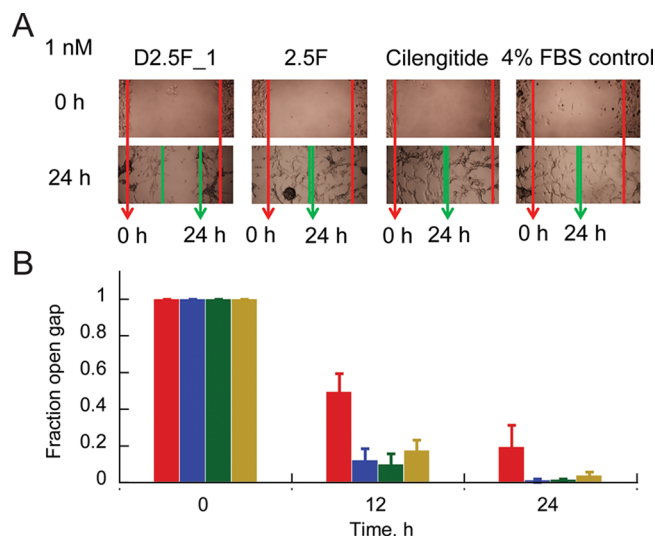 A
1 nM
D2.5F_1 2.5F Cilengitide 4% FBS control
0 h
24 h
0 h 24 h 0 h 24 h 0 h 24 h 0 h 24 h
B
Fraction open gap
1
0.8
0.6
0.4
0.2
0
0 12 24
Time, h